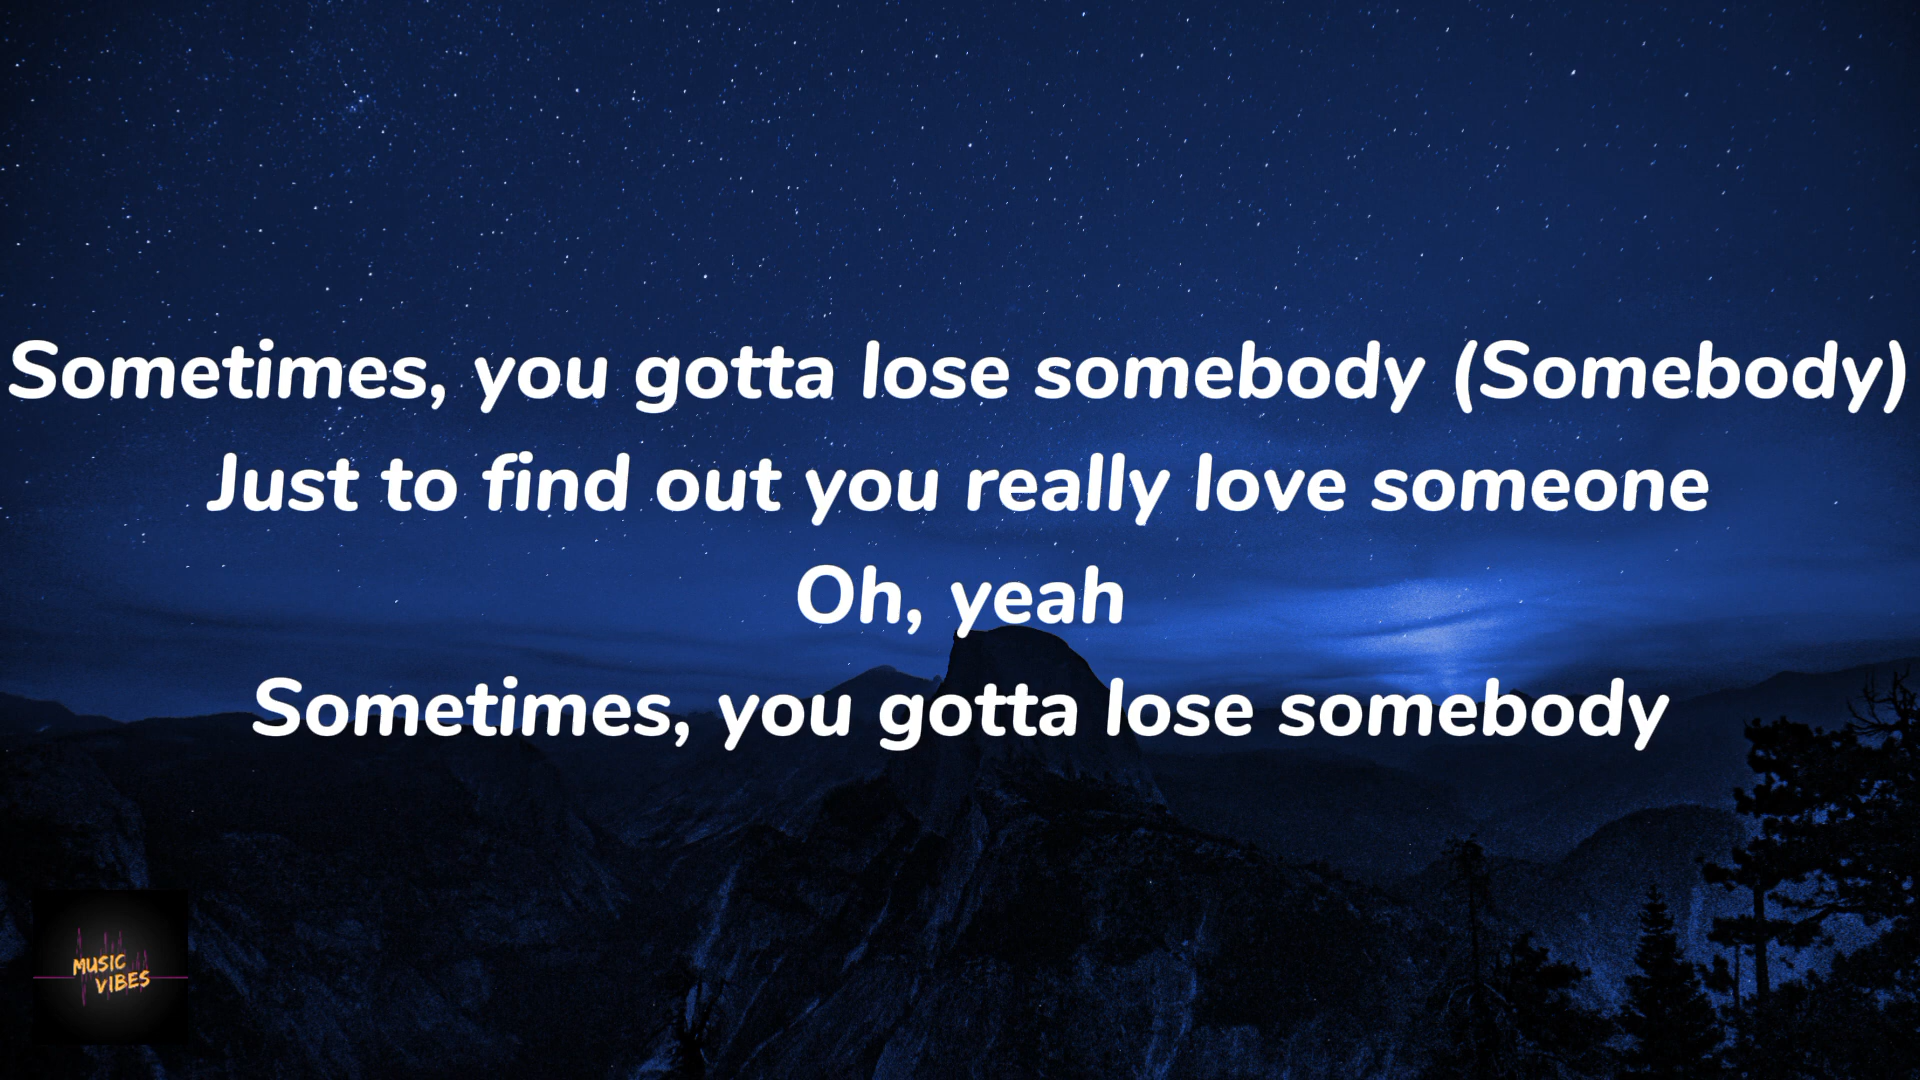 Sometimes, you gotta lose somebody (Somebody)
Just to find out you really love someone
Oh, yeah
Sometimes, you gotta lose somebody
MUSIC
VIBES